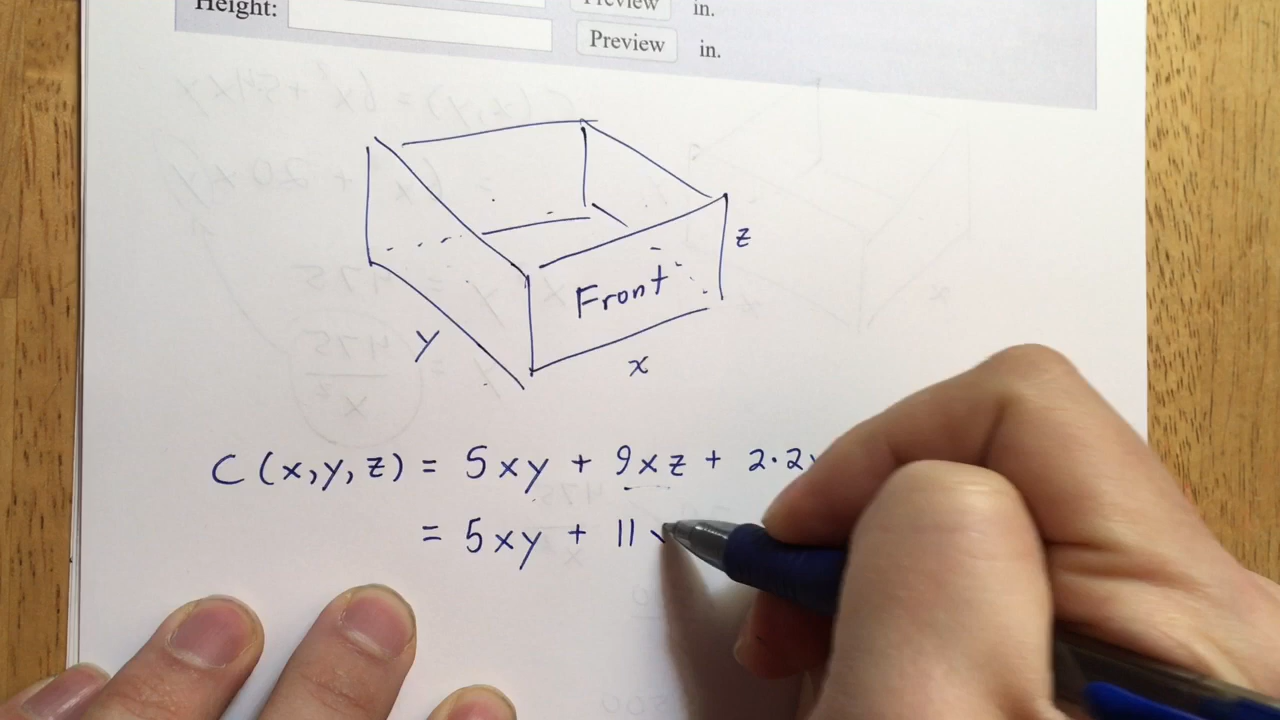 Height:
Preview in.
Preview in.
z
Front
y
x
C(x,y,z) = 5xy + 9xz + 2·2
= 5xy + 11